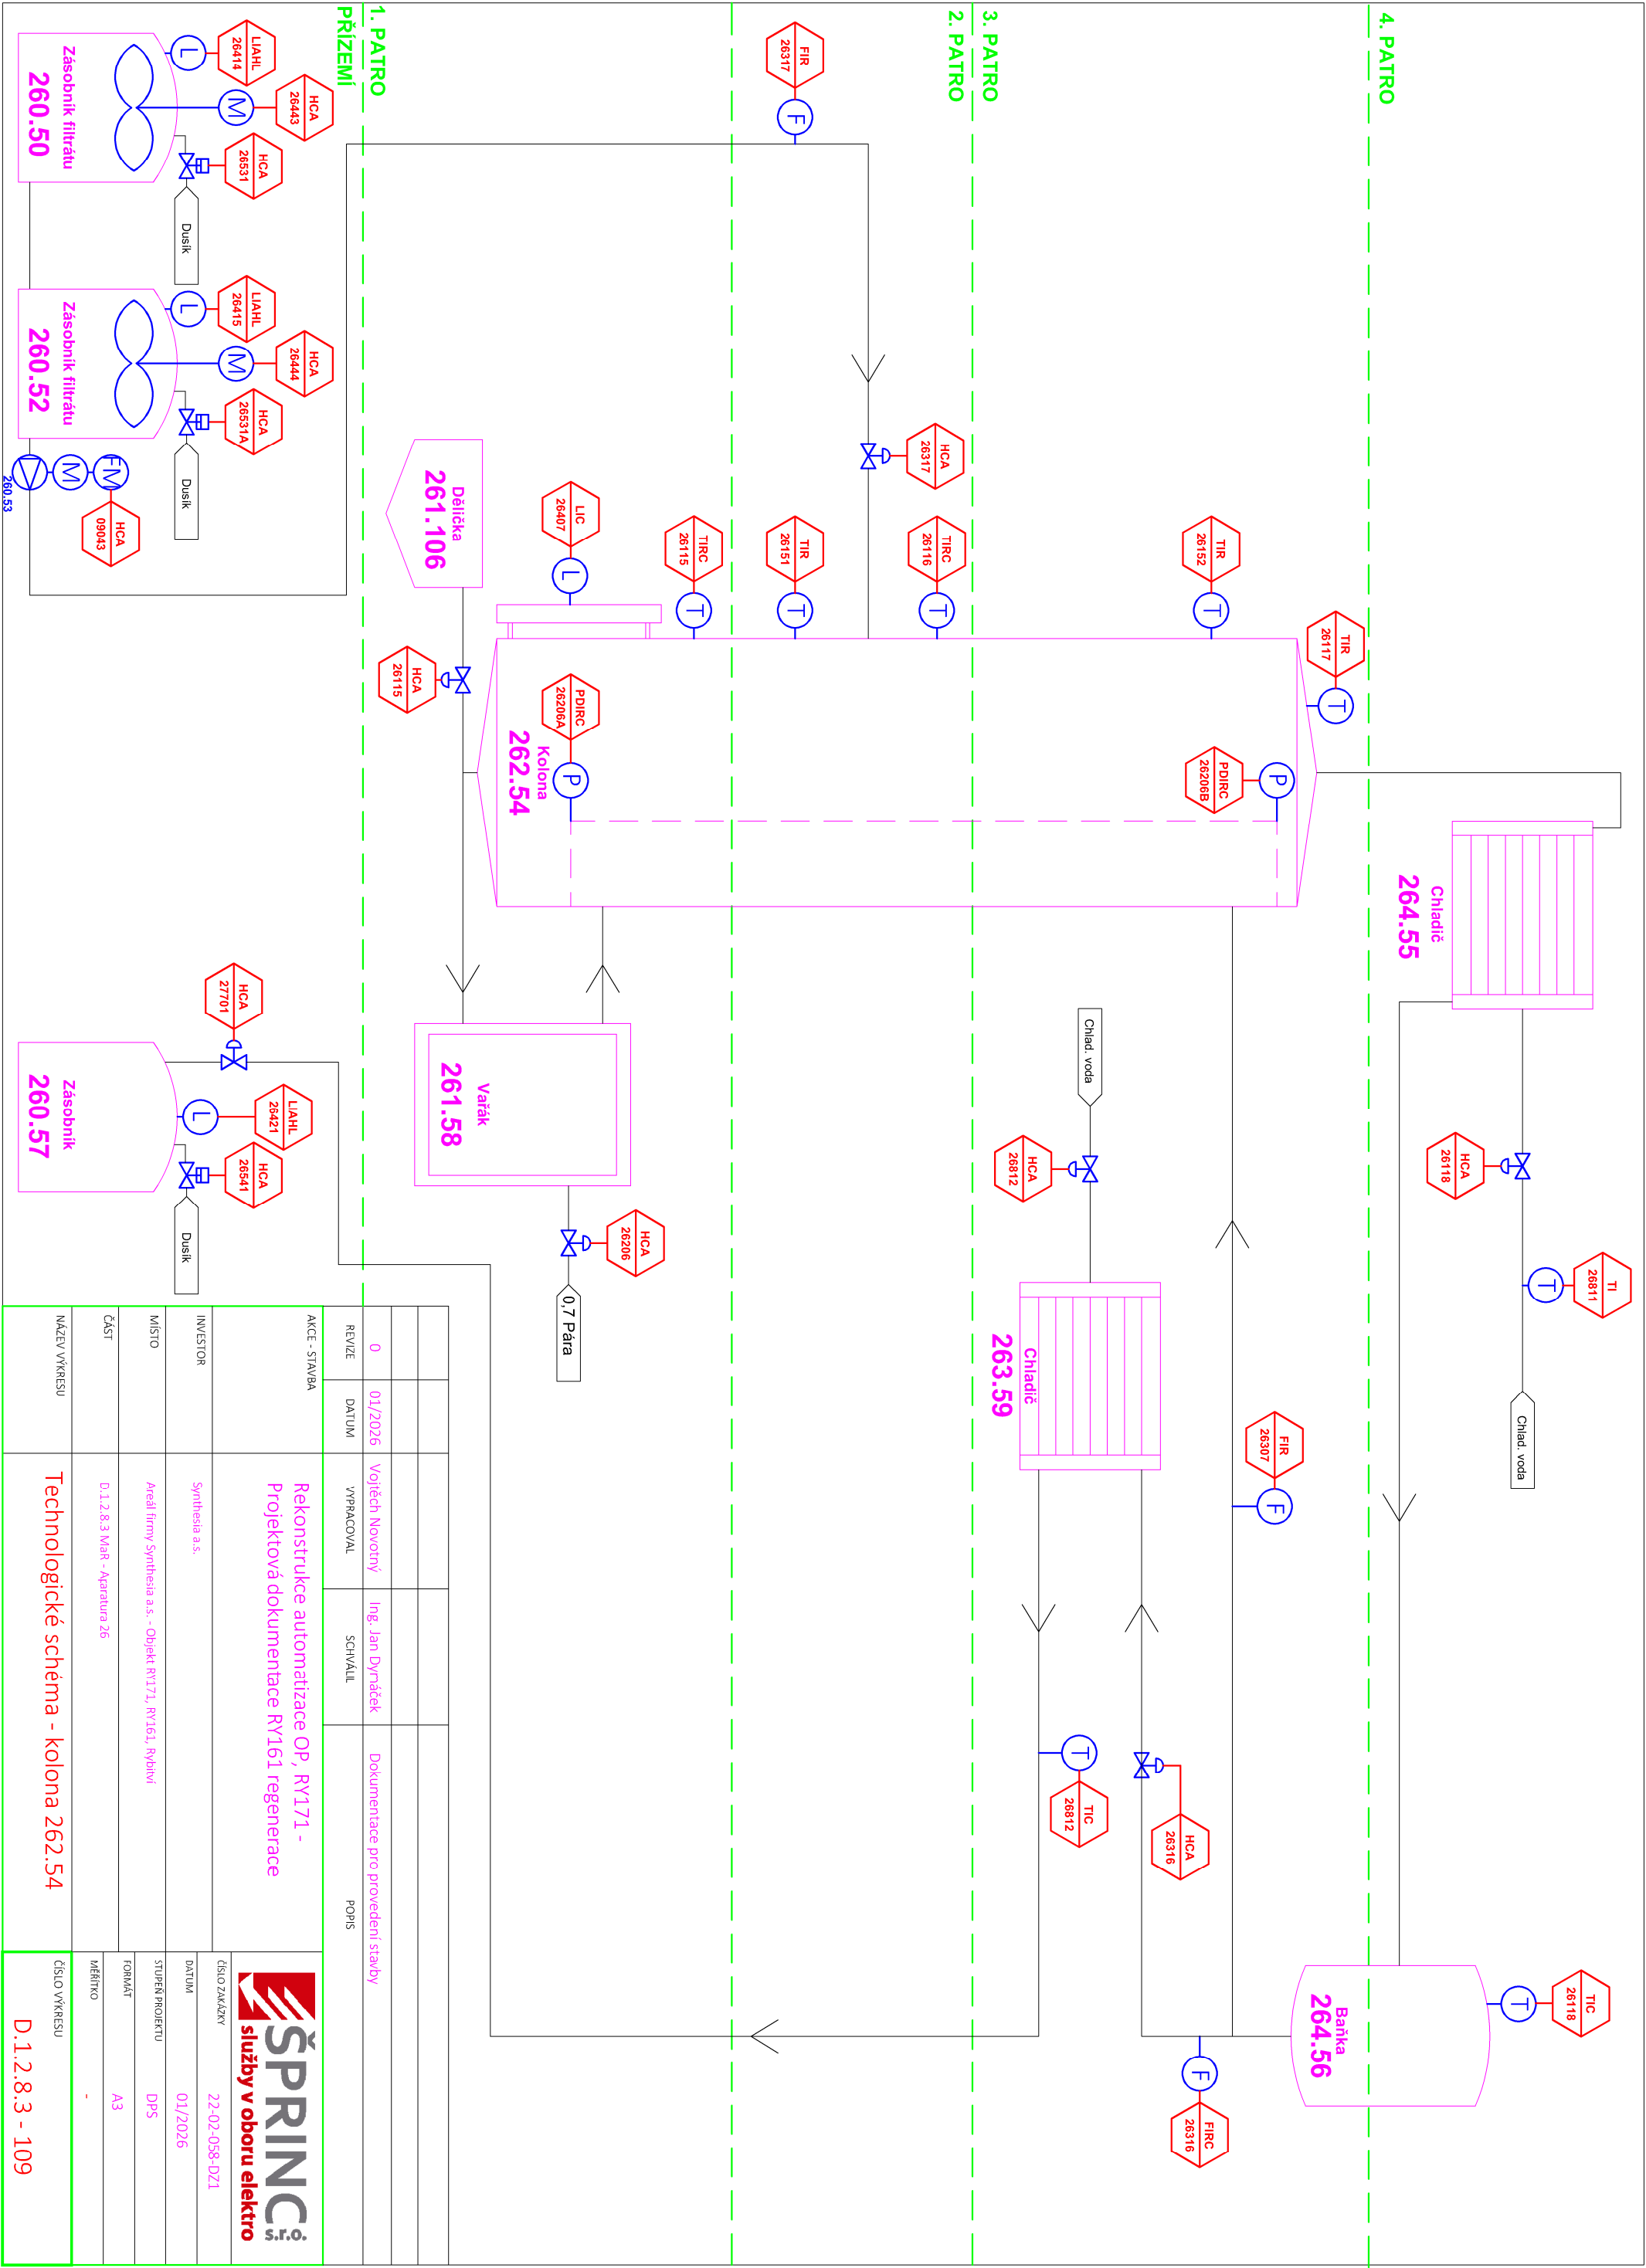 4. PATRO
3. PATRO
2. PATRO
1. PATRO
PŘÍZEMÍ
Chladič
264.55
HCA
26118
TI
26811
Chlad. voda
TIC
26118
Baňka
264.56
FIRC
26316
TIR
26117
T
TIR
26152
T
PDIRC
26206B
P
FIR
26307
F
HCA
26316
TIC
26812
T
Chlad. voda
HCA
26812
Chladič
263.59
FIR
26317
F
HCA
26317
TIRC
26116
T
TIR
26151
T
TIRC
26115
T
LIC
26407
L
PDIRC
26206A
P
Kolona
262.54
Dělička
261.106
HCA
26115
Vařák
261.58
HCA
26206
0,7 Pára
LIAHL
26414
L
HCA
26443
M
HCA
26531
Dusík
Zásobník filtrátu
260.50
LIAHL
26415
L
HCA
26444
M
HCA
26531A
Dusík
Zásobník filtrátu
260.52
FM
M
HCA
09043
260.53
HCA
27701
LIAHL
26421
L
HCA
26541
Dusík
Zásobník
260.57
T
T
F
0
01/2026
Vojtěch Novotný
Ing. Jan Dymáček
Dokumentace pro provedení stavby
REVIZE
DATUM
VYPRACOVAL
SCHVÁLIL
POPIS
AKCE - STAVBA
Rekonstrukce automatizace OP, RY171 -
Projektová dokumentace RY161 regenerace
INVESTOR
Synthesia a.s.
MÍSTO
Areál firmy Synthesia a.s. - Objekt RY171, RY161, Rybitví
ČÁST
D.1.2.8.3 MaR - Aparatura 26
NÁZEV VÝKRESU
Technologické schéma - kolona 262.54
ŠPRINC
s.r.o.
služby v oboru elektro
ČÍSLO ZAKÁZKY
22-02-058-DZ1
DATUM
01/2026
STUPEŇ PROJEKTU
DPS
FORMÁT
A3
MĚŘÍTKO
-
ČÍSLO VÝKRESU
D.1.2.8.3 - 109